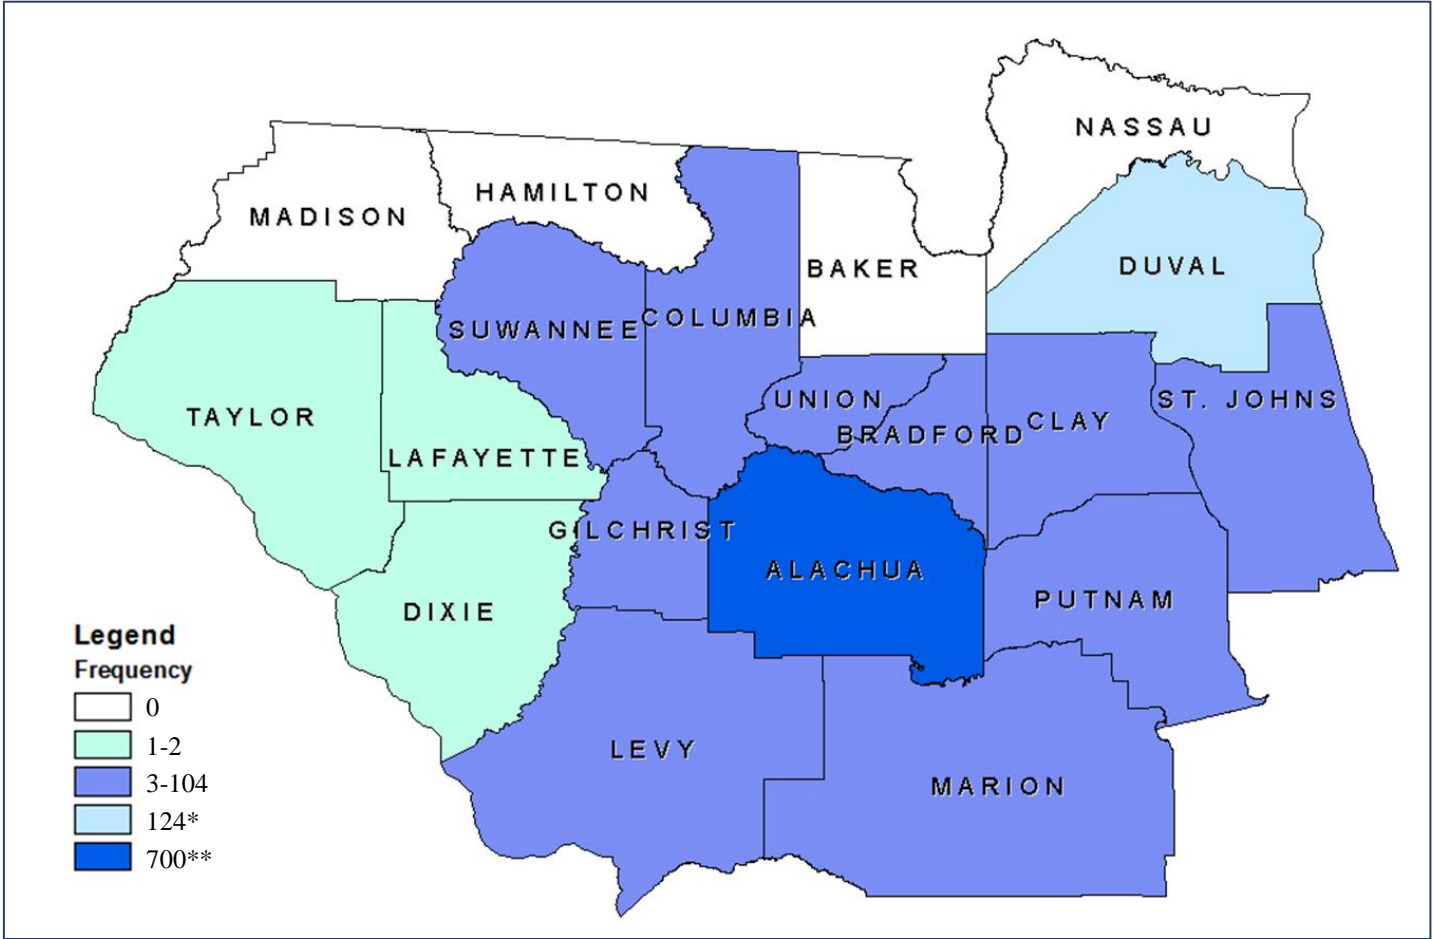 NASSAU
HAMILTON
MADISON
DUVAL
BAKER
COLUMBIA
SUWANNEE
UNION
ST. JOHNS
TAYLOR
CLAY
BRADFORD
LAFAYETTE
GILCHRIST
ALACHUA
PUTNAM
DIXIE
Legend
Frequency
0
1-2
LEVY
3-104
MARION
124*
700**